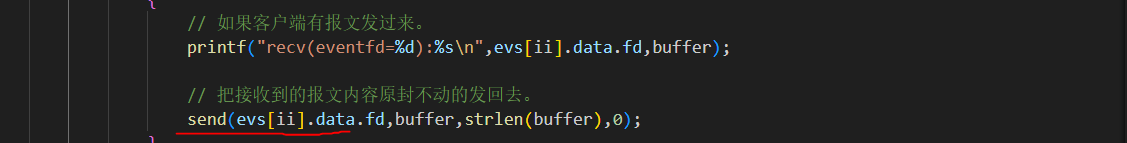 {
// 如果客户端有报文发过来。
printf("recv(eventfd=%d):%s\n",evs[ii].data.fd,buffer);
// 把接收到的报文内容原封不动的发回去。
send(evs[ii].data.fd,buffer,strlen(buffer),0);
}